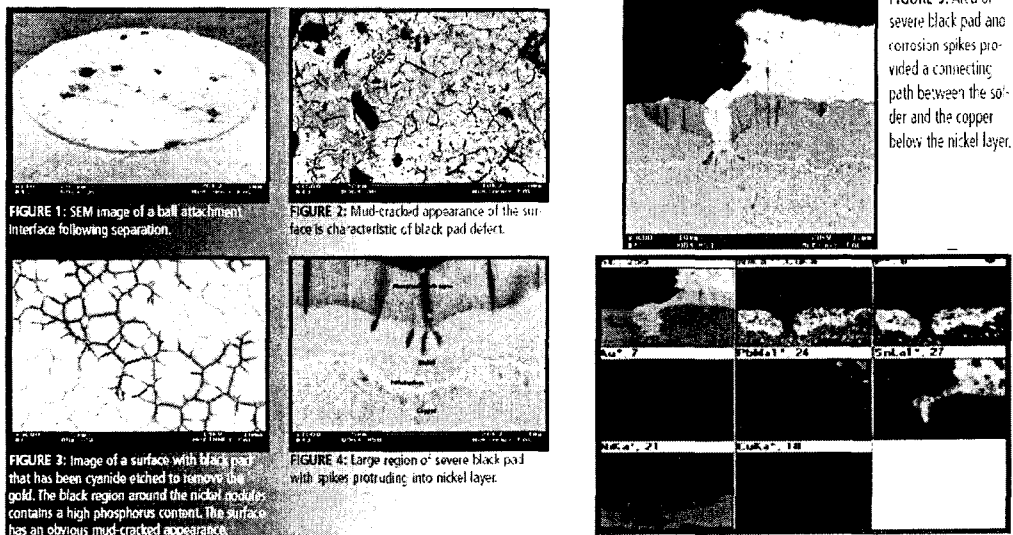 FIGURE 1: SEM image of a ball attachment
interface following separation.
FIGURE 2: Mud-cracked appearance of the sur-
face is characteristic of black pad defect.
FIGURE 3: Image of a surface with black pad
that has been cyanide etched to remove the
gold. The black region around the nickel nodules
contains a high phosphorus content. The surface
has an obvious mud-cracked appearance.
FIGURE 4: Large region of severe black pad
with spikes protruding into nickel layer.
severe black pad and
corrosion spikes pro-
vided a connecting
path between the sol-
der and the copper
below the nickel layer.
Au*, 7
PbMa1*, 24
SnLa1*, 27
NiKa*, 21
CuKa*, 18